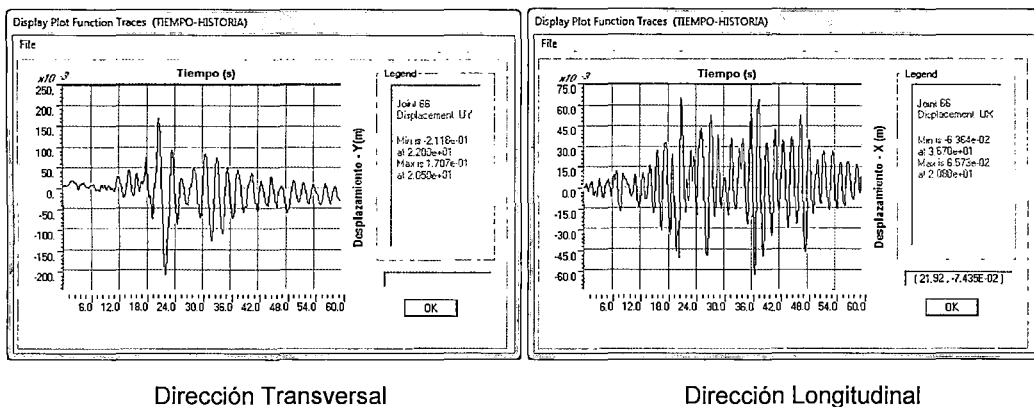 Display Plot Function Traces (TIEMPO-HISTORIA)
File
x10 -3
Tiempo (s)
250.
200.
150.
100.
50.
0.
-50.
-100.
-150.
-200.
6.0 12.0 18.0 24.0 30.0 36.0 42.0 48.0 54.0 60.0
Desplazamiento - Y(m)
Legend
Joint 66
Displacement UY
Min is -2.118e-01
at 2.200e+01
Max is 1.707e-01
at 2.050e+01
OK
Dirección Transversal
Display Plot Function Traces (TIEMPO-HISTORIA)
File
x10 -3
Tiempo (s)
75.0
60.0
45.0
30.0
15.0
0.0
-15.0
-30.0
-45.0
-60.0
6.0 12.0 18.0 24.0 30.0 36.0 42.0 48.0 54.0 60.0
Desplazamiento - X (m)
Legend
Joint 66
Displacement UX
Min is -6.364e-02
at 3.670e+01
Max is 6.573e-02
at 2.080e+01
( 21.92 , -7.435E-02 )
OK
Dirección Longitudinal